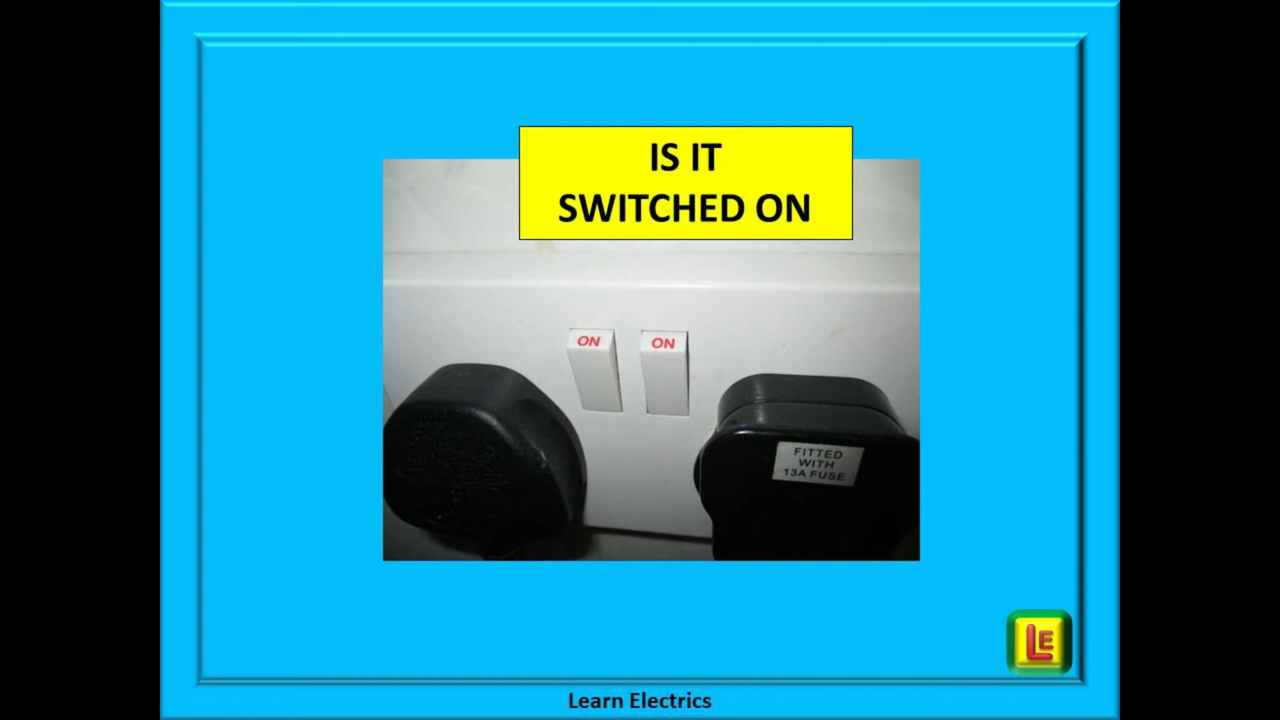 IS IT
SWITCHED ON
ON ON
FITTED
WITH
13A FUSE
LE
Learn Electrics